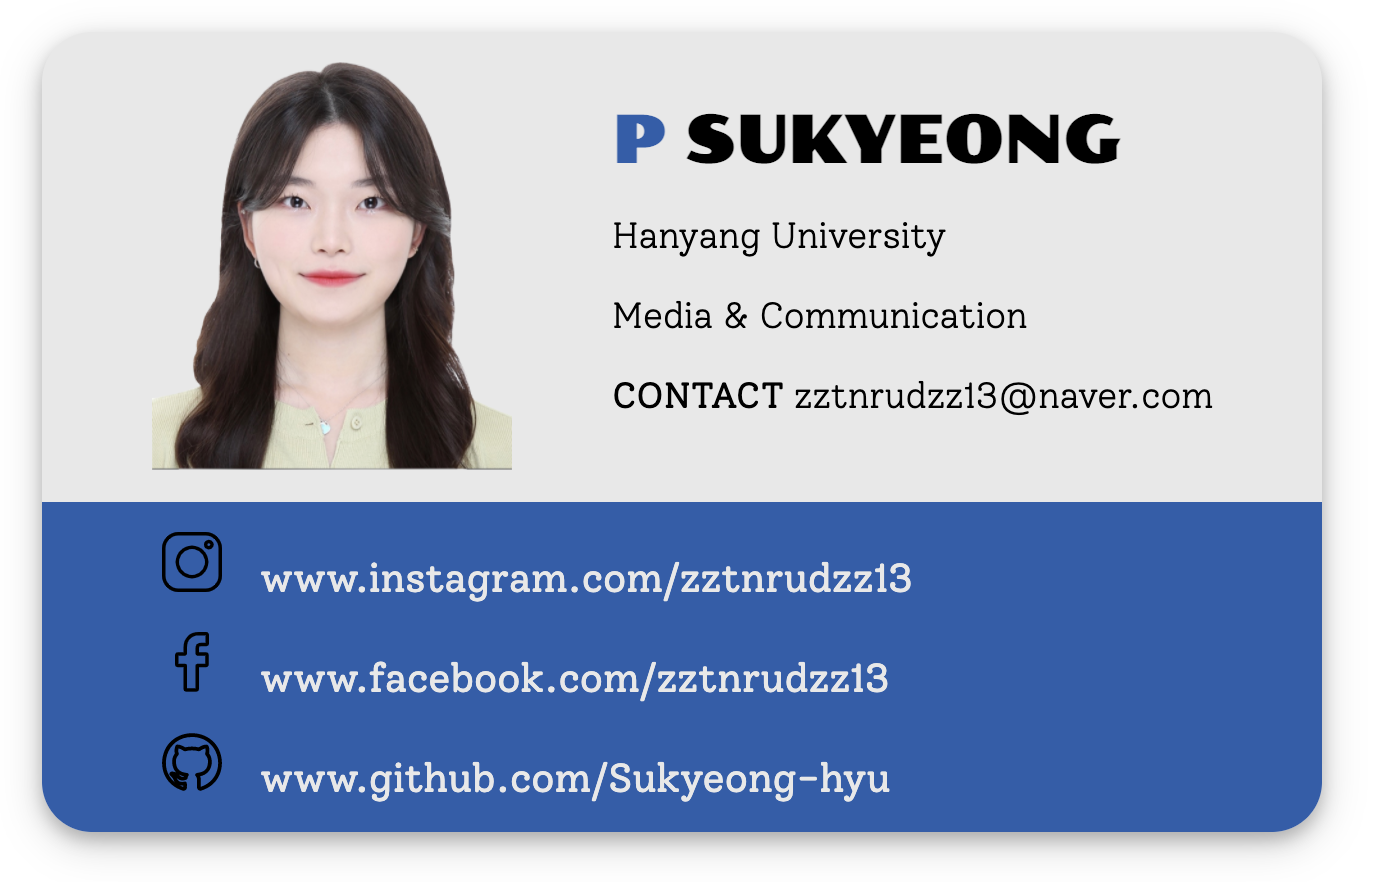 P SUKYEONG
Hanyang University
Media & Communication
CONTACT zztnrudzz13@naver.com
www.instagram.com/zztnrudzz13
www.facebook.com/zztnrudzz13
www.github.com/Sukyeong-hyu